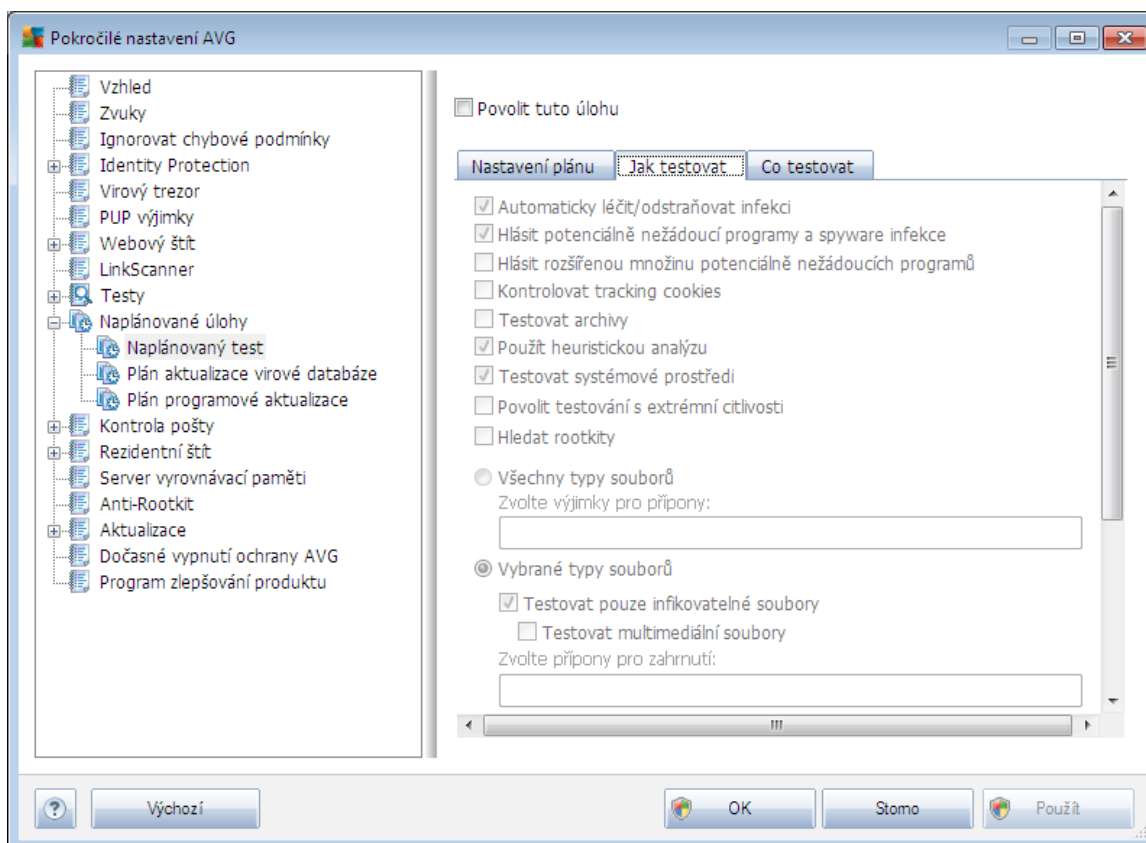 Pokročilé nastavení AVG
Vzhled
Zvuky
Ignorovat chybové podmínky
Identity Protection
Virový trezor
PUP výjimky
Webový štít
LinkScanner
Testy
Naplánované úlohy
Naplánovaný test
Plán aktualizace virové databáze
Plán programové aktualizace
Kontrola pošty
Rezidentní štít
Server vyrovnávací paměti
Anti-Rootkit
Aktualizace
Dočasné vypnutí ochrany AVG
Program zlepšování produktu
Povolit tuto úlohu
Nastavení plánu Jak testovat Co testovat
Automaticky léčit/odstraňovat infekci
Hlásit potenciálně nežádoucí programy a spyware infekce
Hlásit rozšířenou množinu potenciálně nežádoucích programů
Kontrolovat tracking cookies
Testovat archivy
Použít heuristickou analýzu
Testovat systémové prostředi
Povolit testování s extrémní citlivosti
Hledat rootkity
Všechny typy souborů
Zvolte výjimky pro přípony:
Vybrané typy souborů
Testovat pouze infikovatelné soubory
Testovat multimediální soubory
Zvolte přípony pro zahrnutí:
? Výchozí OK Stomo Použít